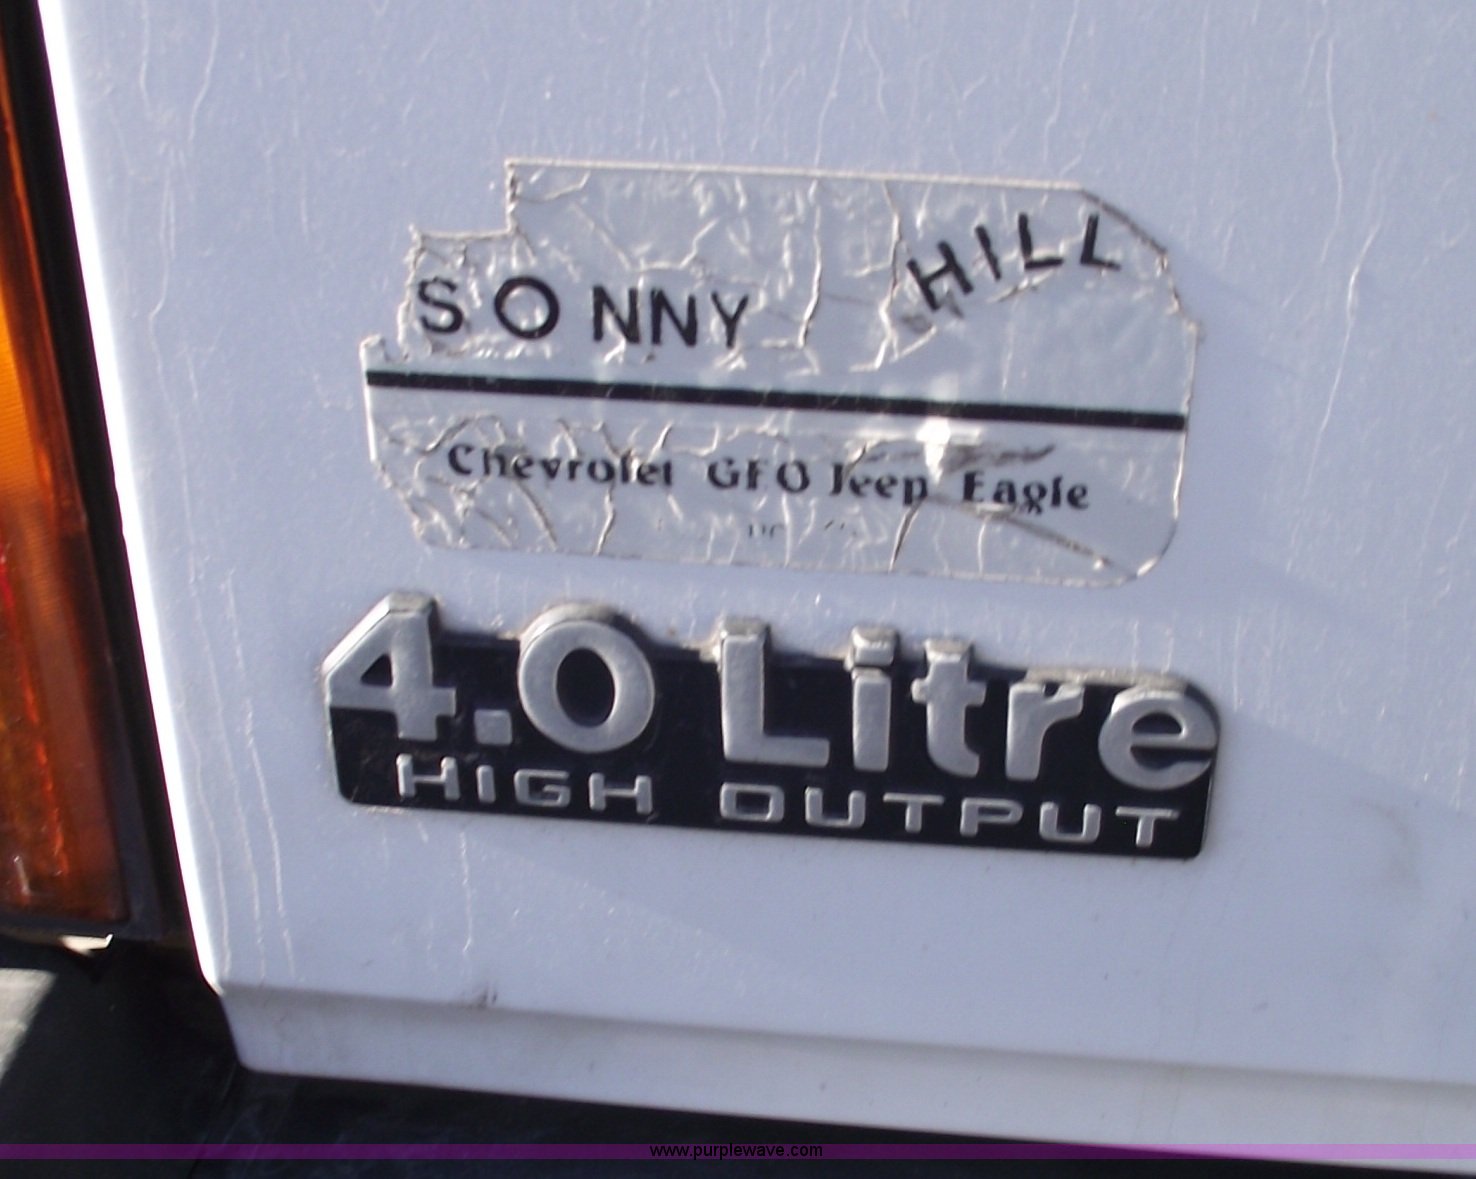 SONNY HILL
Chevrolet GEO Jeep Eagle
4.0 Litre
HIGH OUTPUT
www.purplewave.com